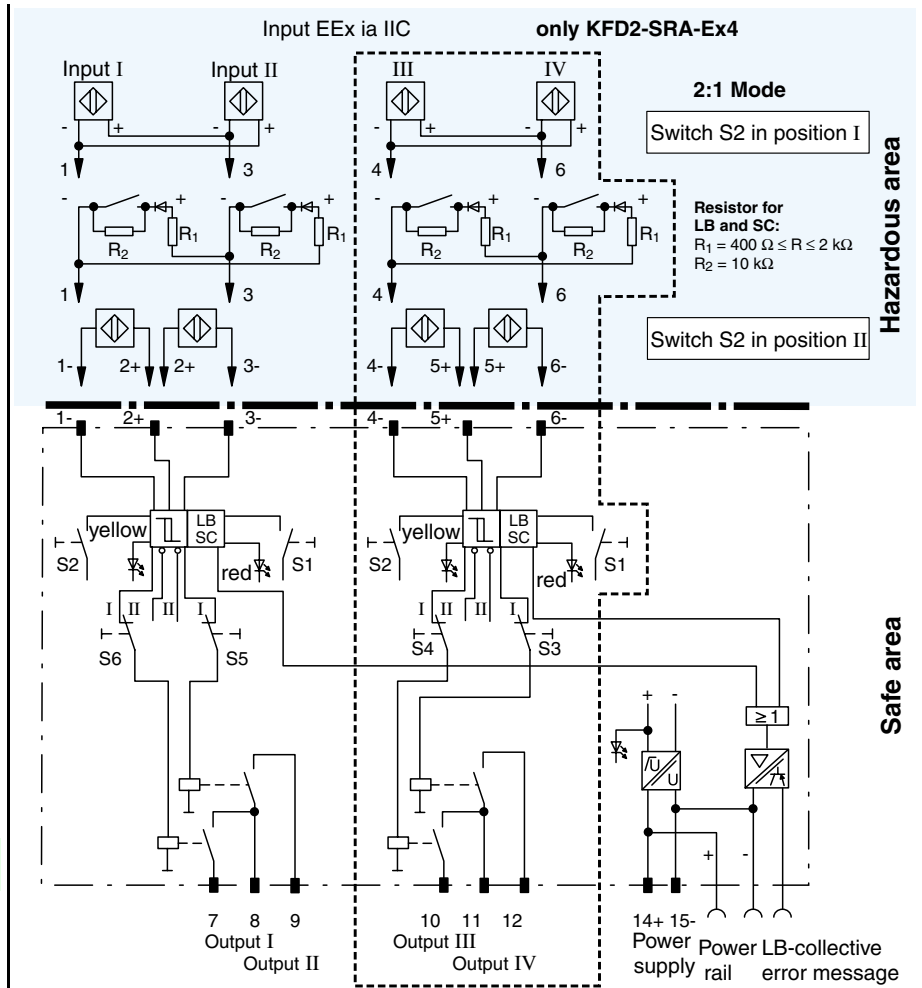 Input EEx ia IIC only KFD2-SRA-Ex4
Input I Input II III IV
2:1 Mode
- + - + - + - +
Switch S2 in position I
1 3 4 6
- + - + - + - +
R2 R1 R2 R1 R2 R1 R2 R1
Resistor for
LB and SC:
R1 = 400 Ω ≤ R ≤ 2 kΩ
R2 = 10 kΩ
1 3 4 6
Hazardous area
Switch S2 in position II
1- 2+ 2+ 3- 4- 5+ 5+ 6-
1- 2+ 3- 4- 5+ 6-
yellow LB yellow LB
SC SC
S2 red S1 S2 red S1
I II II I I II II I
S6 S5 S4 S3
Safe area
+ -
≥1
U
U
+ -
7 8 9 10 11 12 14+ 15-
Output I Output III Power Power LB-collective
Output II Output IV supply rail error message